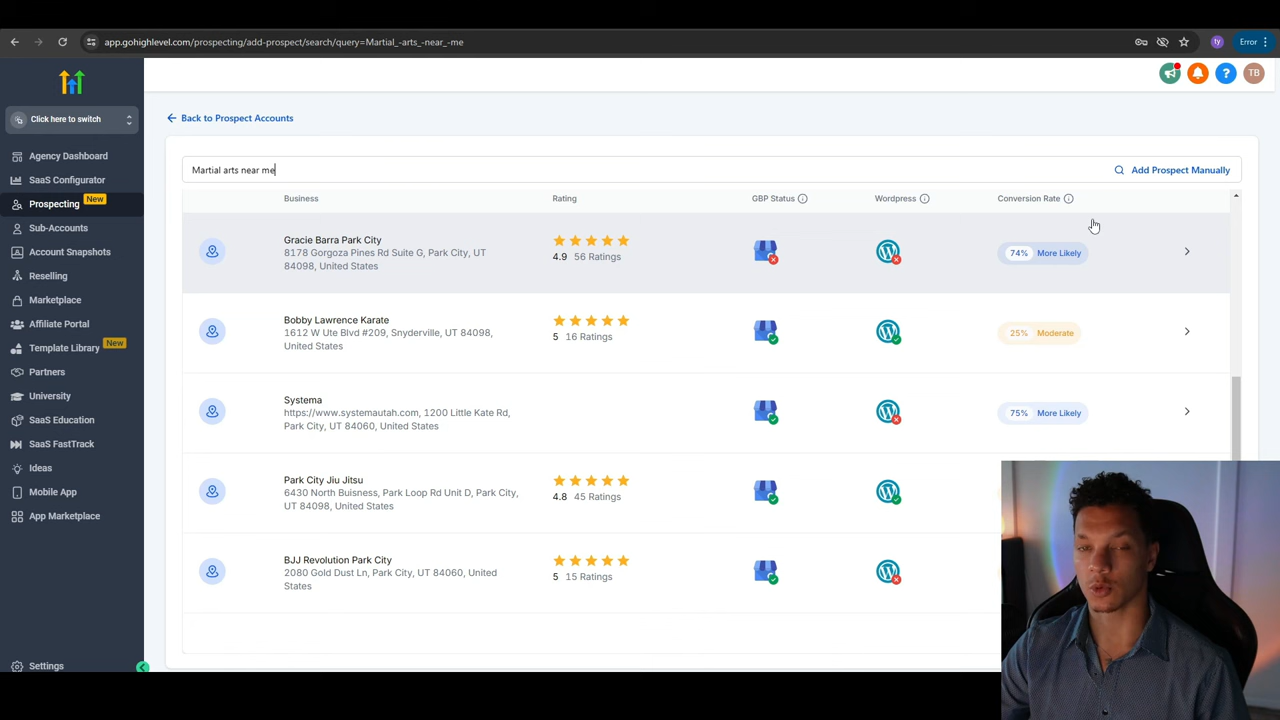 app.gohighlevel.com/prospecting/add-prospect/search/query=Martial_-arts_-near_-me
ty
Error
Click here to switch
TB
Agency Dashboard
SaaS Configurator
Prospecting New
Sub-Accounts
Account Snapshots
Reselling
Marketplace
Affiliate Portal
Template Library New
Partners
University
SaaS Education
SaaS FastTrack
Ideas
Mobile App
App Marketplace
Settings
Back to Prospect Accounts
Martial arts near me
Add Prospect Manually
Business Rating GBP Status Wordpress Conversion Rate
Gracie Barra Park City
8178 Gorgoza Pines Rd Suite G, Park City, UT
84098, United States
4.9 56 Ratings
74% More Likely
Bobby Lawrence Karate
1612 W Ute Blvd #209, Snyderville, UT 84098,
United States
5 16 Ratings
25% Moderate
Systema
https://www.systemautah.com, 1200 Little Kate Rd,
Park City, UT 84060, United States
75% More Likely
Park City Jiu Jitsu
6430 North Buisness, Park Loop Rd Unit D, Park City,
UT 84098, United States
4.8 45 Ratings
BJJ Revolution Park City
2080 Gold Dust Ln, Park City, UT 84060, United
States
5 15 Ratings